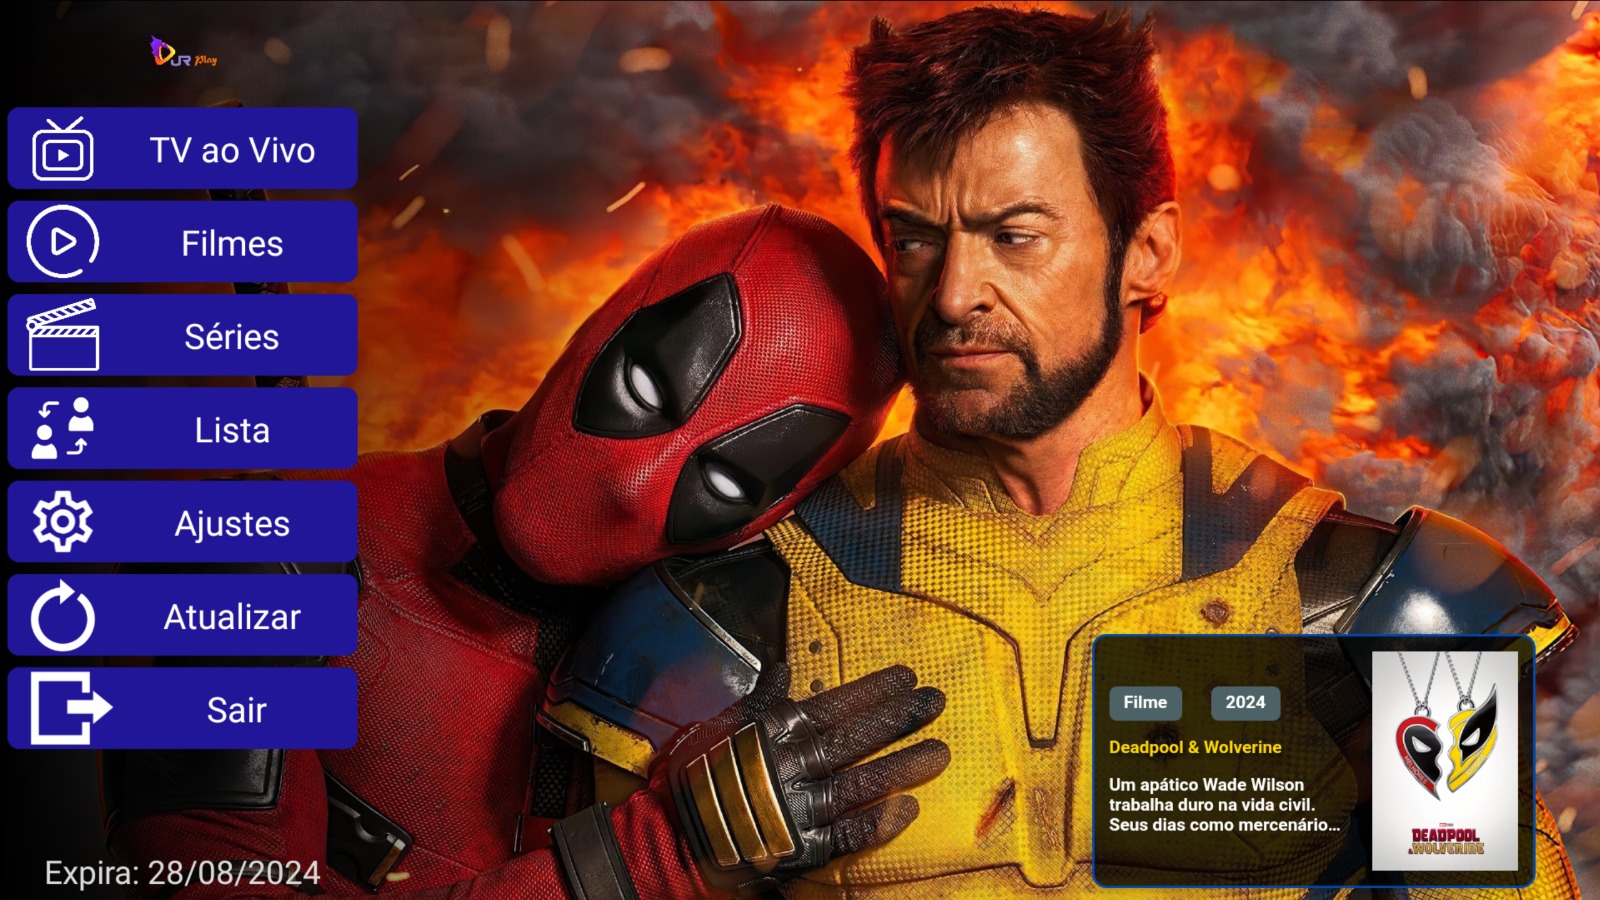 JR Play
TV ao Vivo
Filmes
Séries
Lista
Ajustes
Atualizar
Sair
Expira: 28/08/2024
Filme 2024
Deadpool & Wolverine
Um apático Wade Wilson
trabalha duro na vida civil.
Seus dias como mercenário...
DEADPOOL
& WOLVERINE